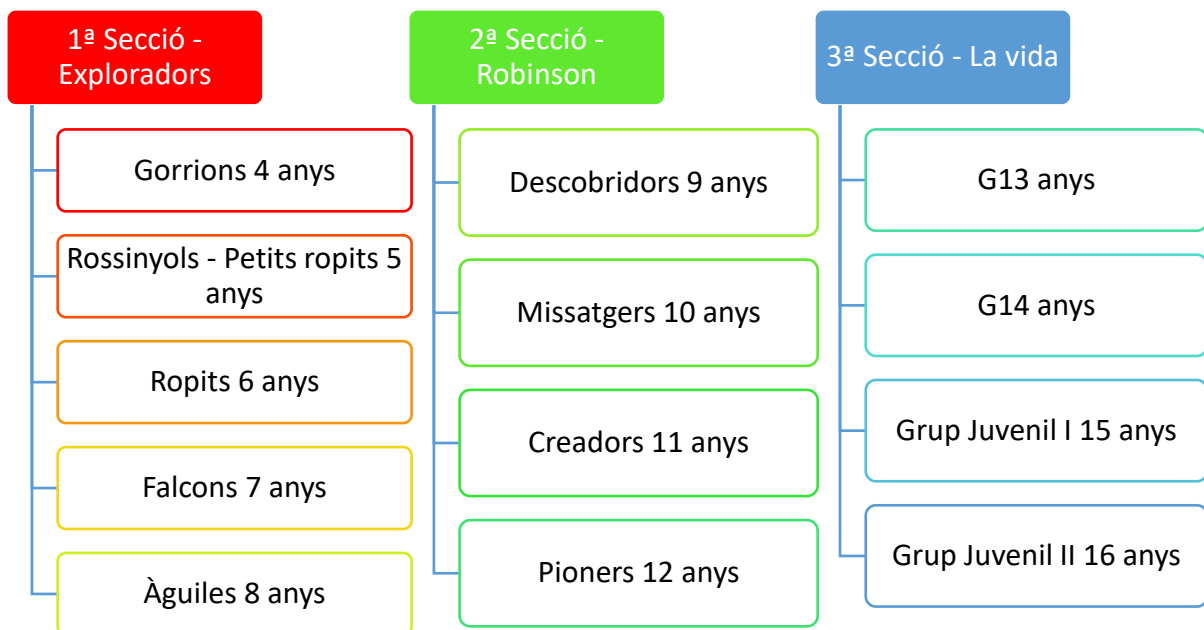 1ª Secció -
Exploradors
Gorrions 4 anys
Rossinyols - Petits ropits 5
anys
Ropits 6 anys
Falcons 7 anys
Àguiles 8 anys
2ª Secció -
Robinson
Descobridors 9 anys
Missatgers 10 anys
Creadors 11 anys
Pioners 12 anys
3ª Secció - La vida
G13 anys
G14 anys
Grup Juvenil I 15 anys
Grup Juvenil II 16 anys